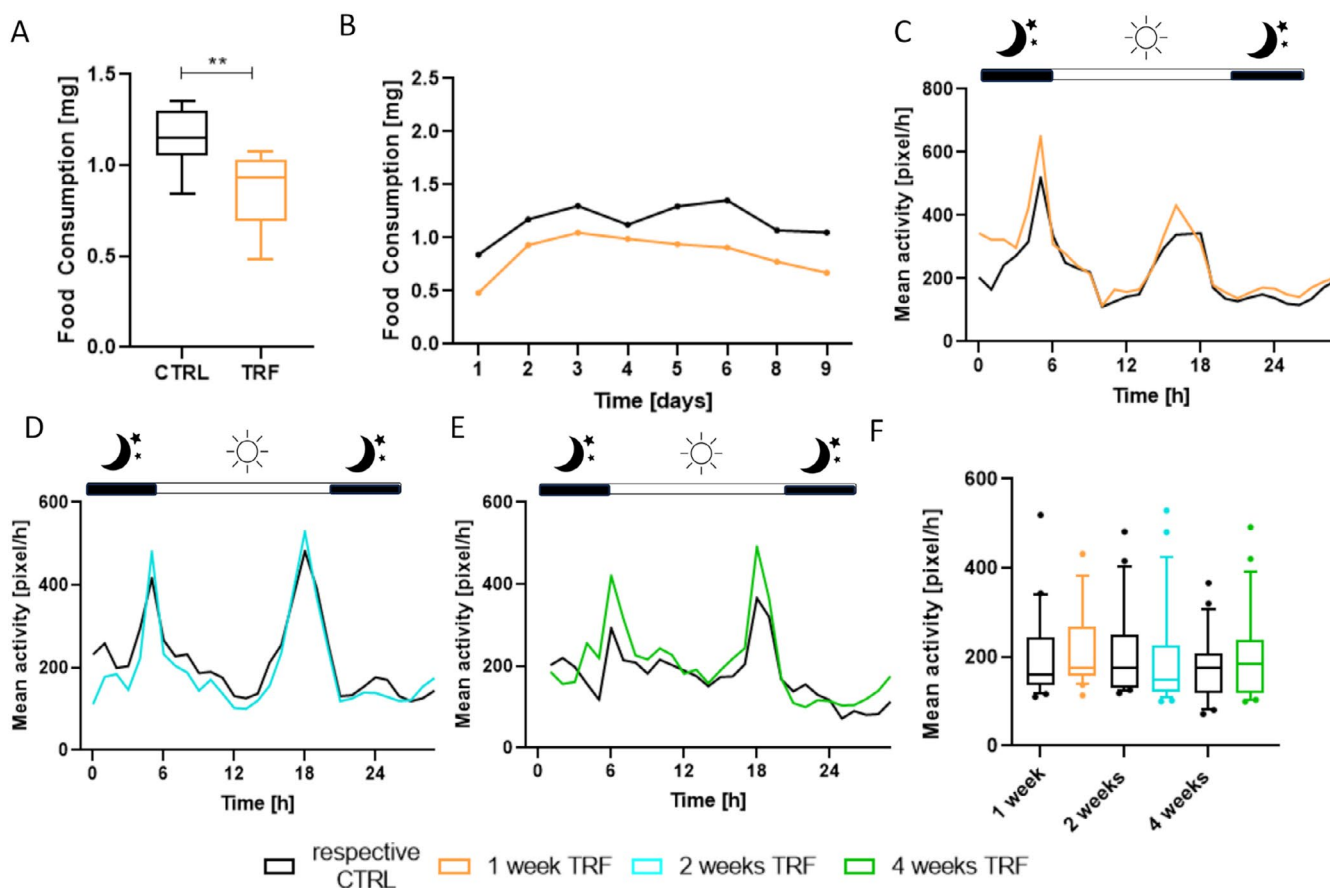 A
Food Consumption [mg]
1.5
1.0
0.5
0.0
**
CTRL
TRF
B
Food Consumption [mg]
2.5
2.0
1.5
1.0
0.5
0.0
1 2 3 4 5 6 8 9
Time [days]
C
Mean activity [pixel/h]
800
600
400
200
0
0 6 12 18 24
Time [h]
D
Mean activity [pixel/h]
600
400
200
0
0 6 12 18 24
Time [h]
E
Mean activity [pixel/h]
600
400
200
0
0 6 12 18 24
Time [h]
F
Mean activity [pixel/h]
600
400
200
0
1 week
2 weeks
4 weeks
respective
CTRL
1 week TRF
2 weeks TRF
4 weeks TRF